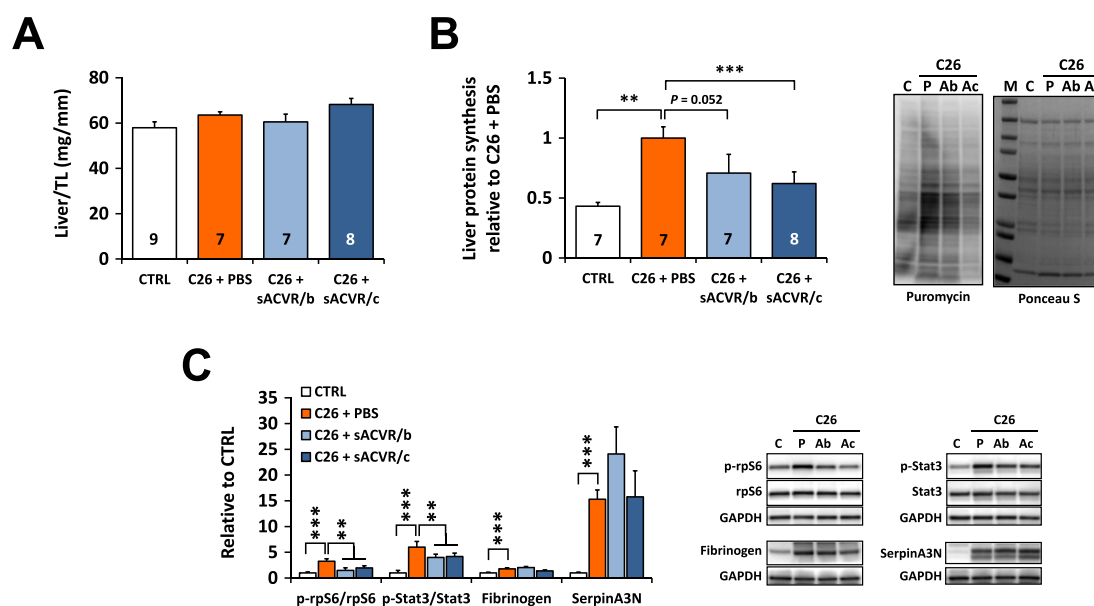 A
Liver/TL (mg/mm)
80
60
40
20
0
9
7
7
8
CTRL
C26 + PBS
C26 +
sACVR/b
C26 +
sACVR/c
B
Liver protein synthesis
relative to C26 + PBS
1.5
1
0.5
0
**
***
P = 0.052
7
7
7
8
CTRL
C26 + PBS
C26 +
sACVR/b
C26 +
sACVR/c
C26
C P Ab Ac
Puromycin
C26
M C P Ab A
Ponceau S
C
Relative to CTRL
35
30
25
20
15
10
5
0
CTRL
C26 + PBS
C26 + sACVR/b
C26 + sACVR/c
***
**
***
**
***
***
p-rpS6/rpS6
p-Stat3/Stat3
Fibrinogen
SerpinA3N
C26
C P Ab Ac
p-rpS6
rpS6
GAPDH
Fibrinogen
GAPDH
C26
C P Ab Ac
p-Stat3
Stat3
GAPDH
SerpinA3N
GAPDH